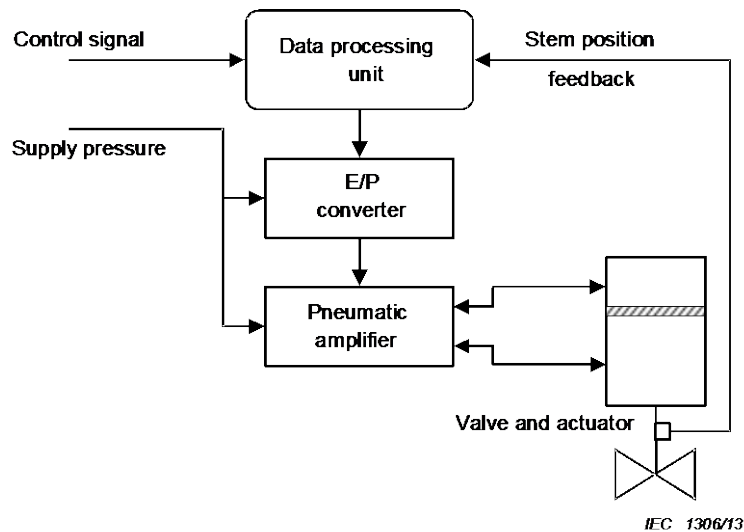 Control signal
Data processing
unit
Stem position
feedback
Supply pressure
E/P
converter
Pneumatic
amplifier
Valve and actuator
IEC 1306/13